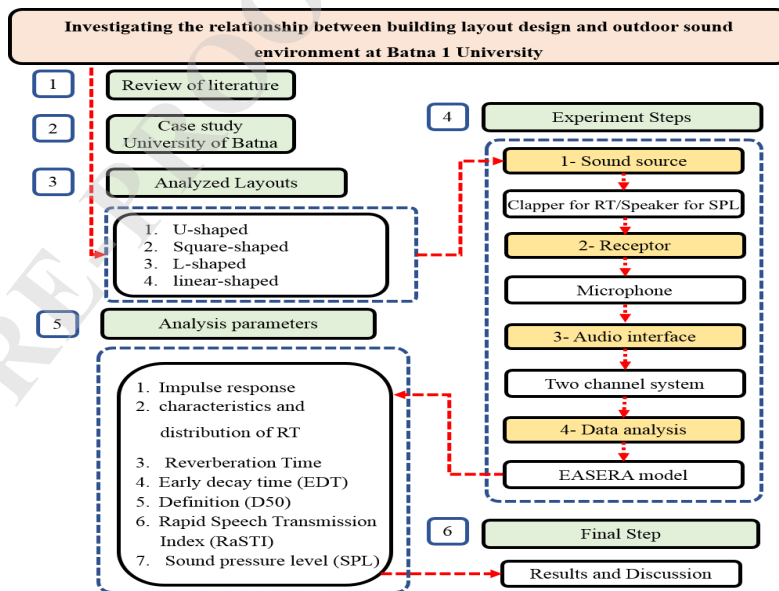 Investigating the relationship between building layout design and outdoor sound
environment at Batna 1 University
1
Review of literature
2
Case study
University of Batna
3
Analyzed Layouts
1. U-shaped
2. Square-shaped
3. L-shaped
4. linear-shaped
4
Experiment Steps
1- Sound source
Clapper for RT/Speaker for SPL
2- Receptor
Microphone
3- Audio interface
Two channel system
4- Data analysis
EASERA model
5
Analysis parameters
1. Impulse response
2. characteristics and
distribution of RT
3. Reverberation Time
4. Early decay time (EDT)
5. Definition (D50)
6. Rapid Speech Transmission
Index (RaSTI)
7. Sound pressure level (SPL)
6
Final Step
Results and Discussion